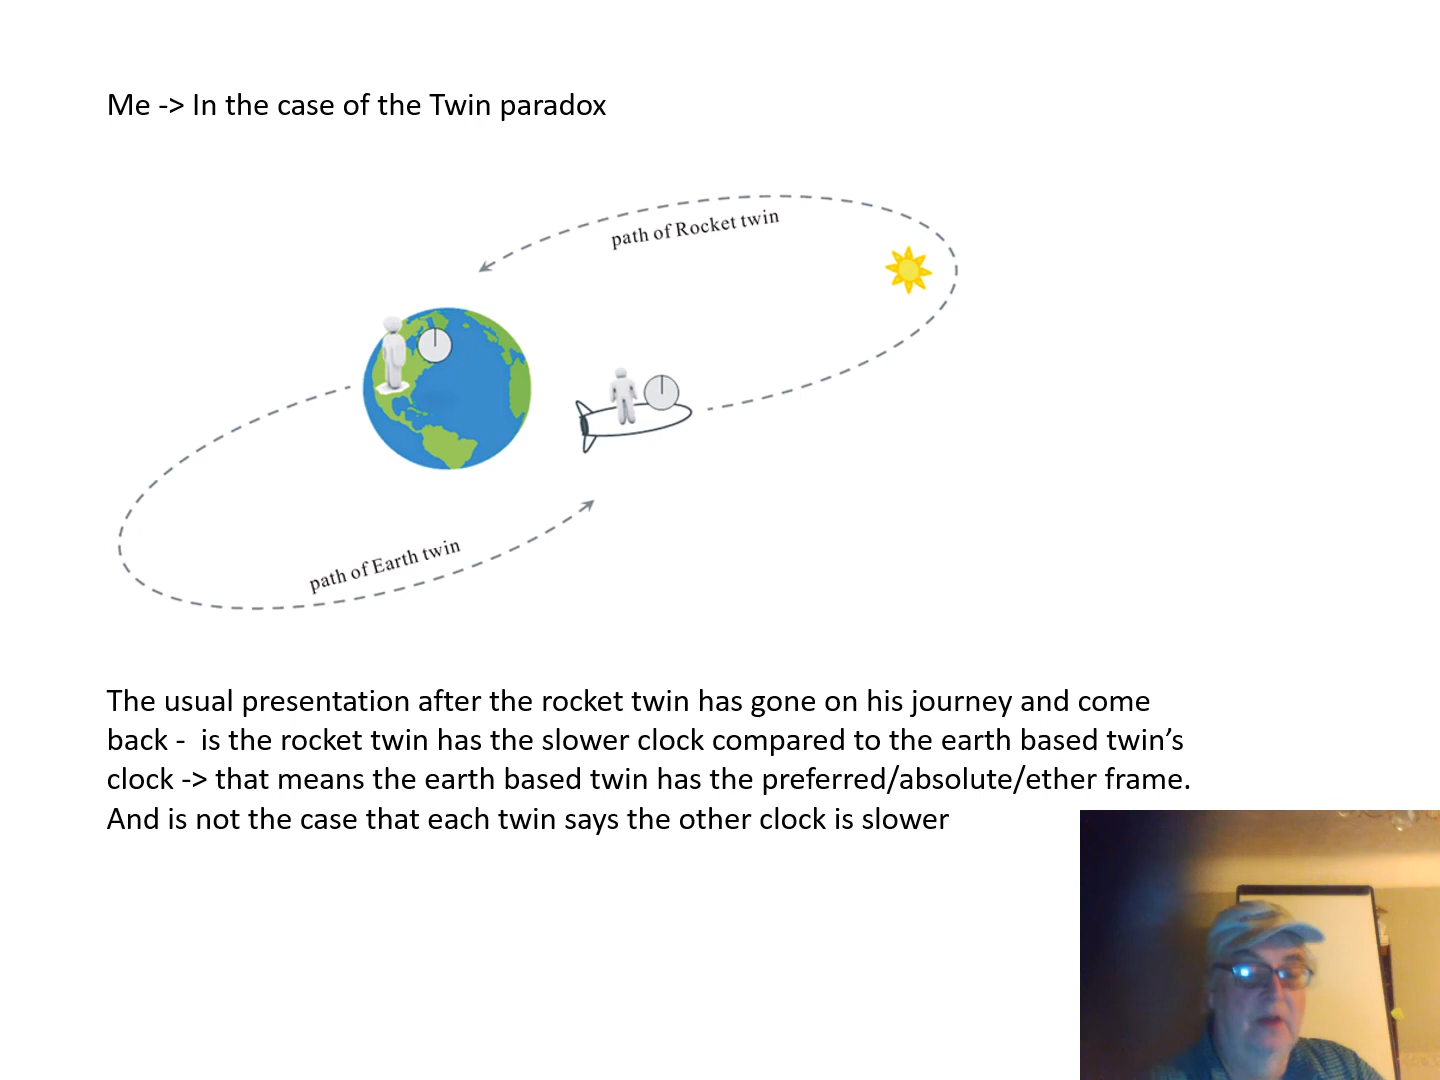 Me -> In the case of the Twin paradox
path of Rocket twin
path of Earth twin
The usual presentation after the rocket twin has gone on his journey and come
back -  is the rocket twin has the slower clock compared to the earth based twin’s
clock -> that means the earth based twin has the preferred/absolute/ether frame.
And is not the case that each twin says the other clock is slower